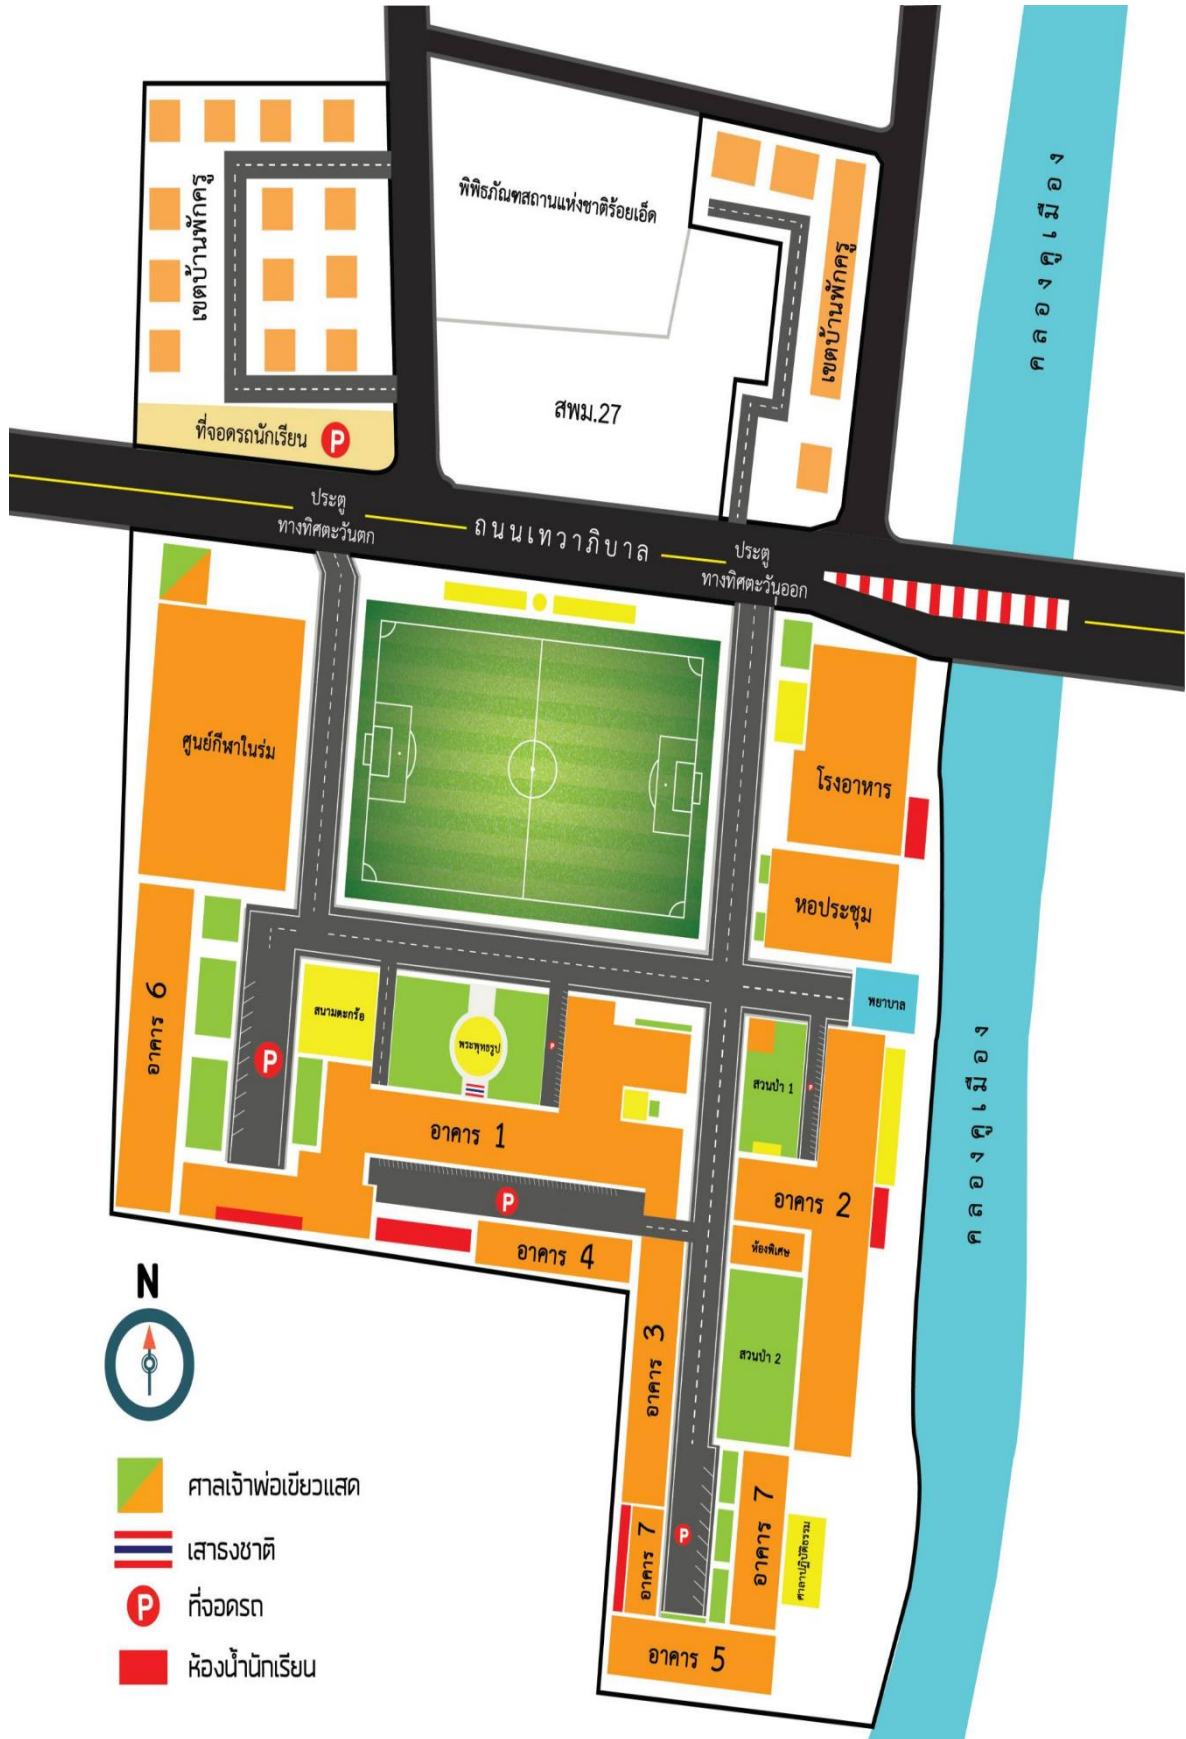 พิพิธภัณฑสถานแห่งชาติร้อยเอ็ด
เขตบ้านพักครู
เขตบ้านพักครู
คลองคูเมือง
สพม.27
ที่จอดรถนักเรียน P
ประตู
ทางทิศตะวันตก
ถนนเทวาภิบาล
ประตู
ทางทิศตะวันออก
ศูนย์กีฬาในร่ม
โรงอาหาร
หอประชุม
อาคาร 6
P
สนามตะกร้อ
พระพุทธรูป
P
พยาบาล
สวนป่า 1
P
คลองคูเมือง
อาคาร 1
P
อาคาร 2
อาคาร 4
ห้องพิเศษ
อาคาร 3
สวนป่า 2
อาคาร 7
P
อาคาร 7
ศาลาปฏิบัติธรรม
อาคาร 5
N
ศาลเจ้าพ่อเขียวแสด
เสาธงชาติ
P ที่จอดรถ
ห้องน้ำนักเรียน